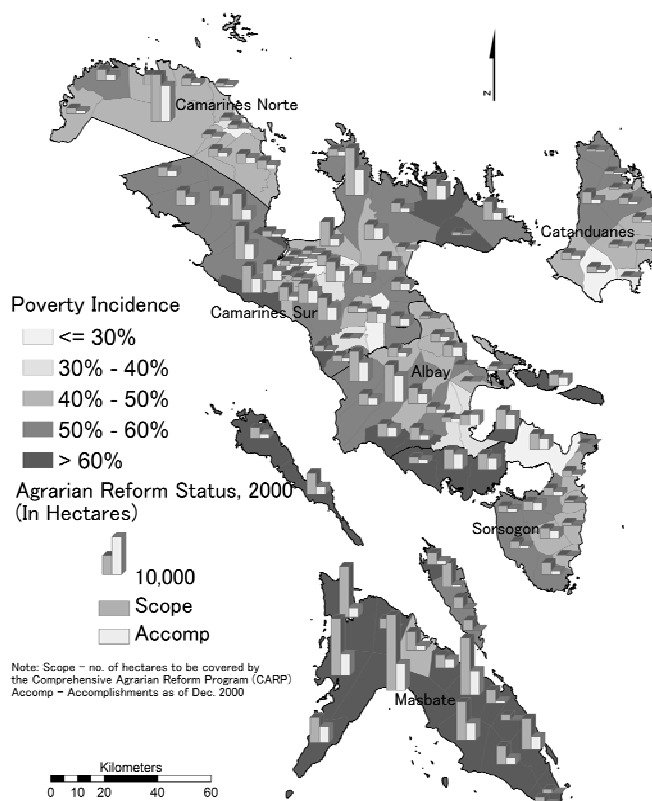 Camarines Norte
Z
Catanduanes
Poverty Incidence
<= 30%
30% - 40%
40% - 50%
50% - 60%
> 60%
Camarines Sur
Albay
Agrarian Reform Status, 2000
(In Hectares)
10,000
Scope
Accomp
Sorsogon
Note: Scope - no. of hectares to be covered by
the Comprehensive Agrarian Reform Program (CARP)
Accomp - Accomplishments as of Dec. 2000
Masbate
Kilometers
0 10 20 40 60